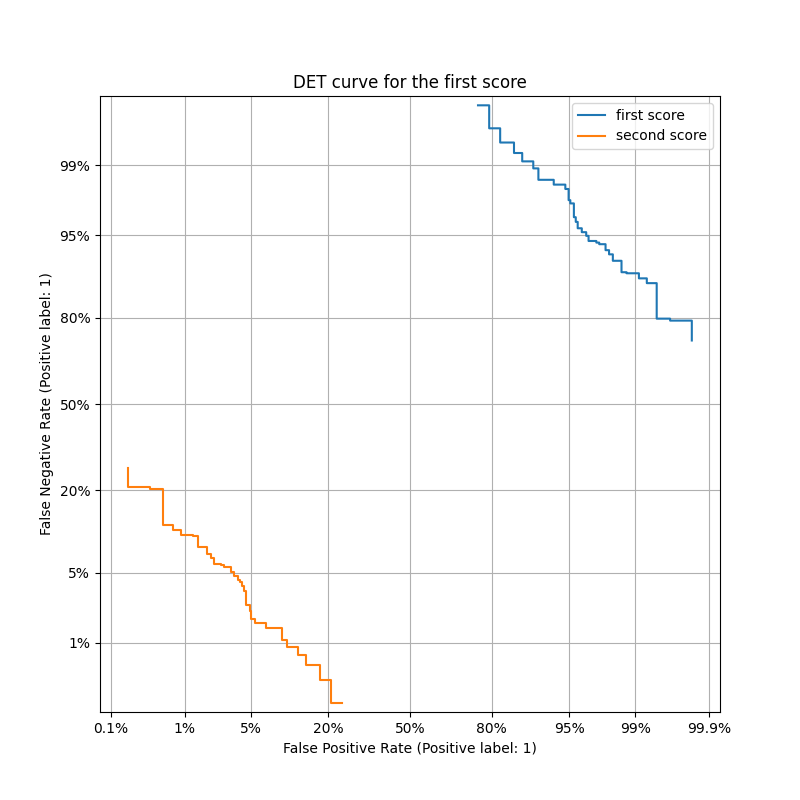 DET curve for the first score
first score
second score
99%
95%
80%
50%
20%
5%
1%
False Negative Rate (Positive label: 1)
0.1% 1% 5% 20% 50% 80% 95% 99% 99.9%
False Positive Rate (Positive label: 1)